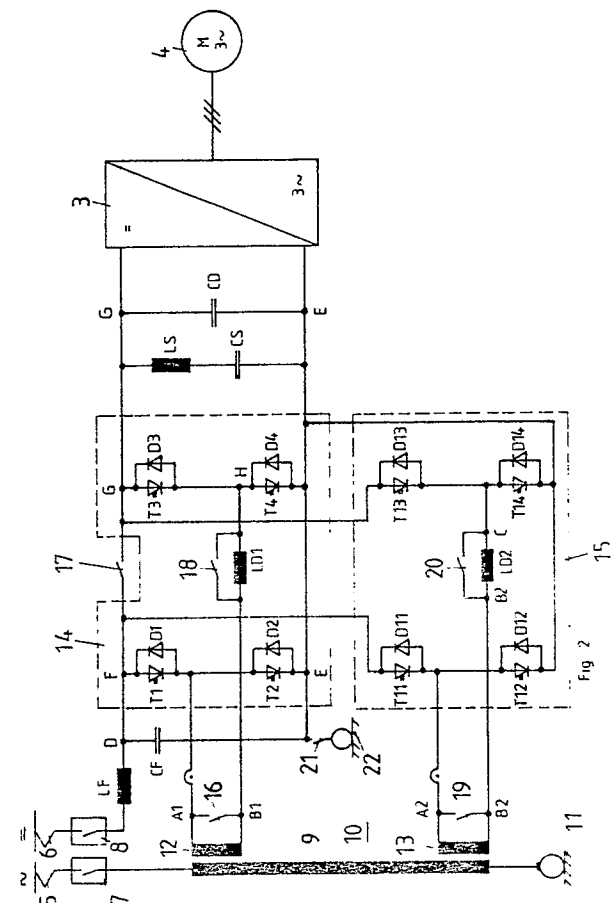 4
M
3~
3
=
3~
G
CD
E
LS
CS
G
T3
D3
H
T4
D4
17
18
LD1
14
F
T1
D1
T2
D2
E
T13
D13
T14
D14
C
20
LD2
B2
15
T11
D11
T12
D12
Fig 2
D
LF
CF
21
22
A1
16
B1
12
9
10
A2
19
B2
13
11
=
6
8
~
5
7